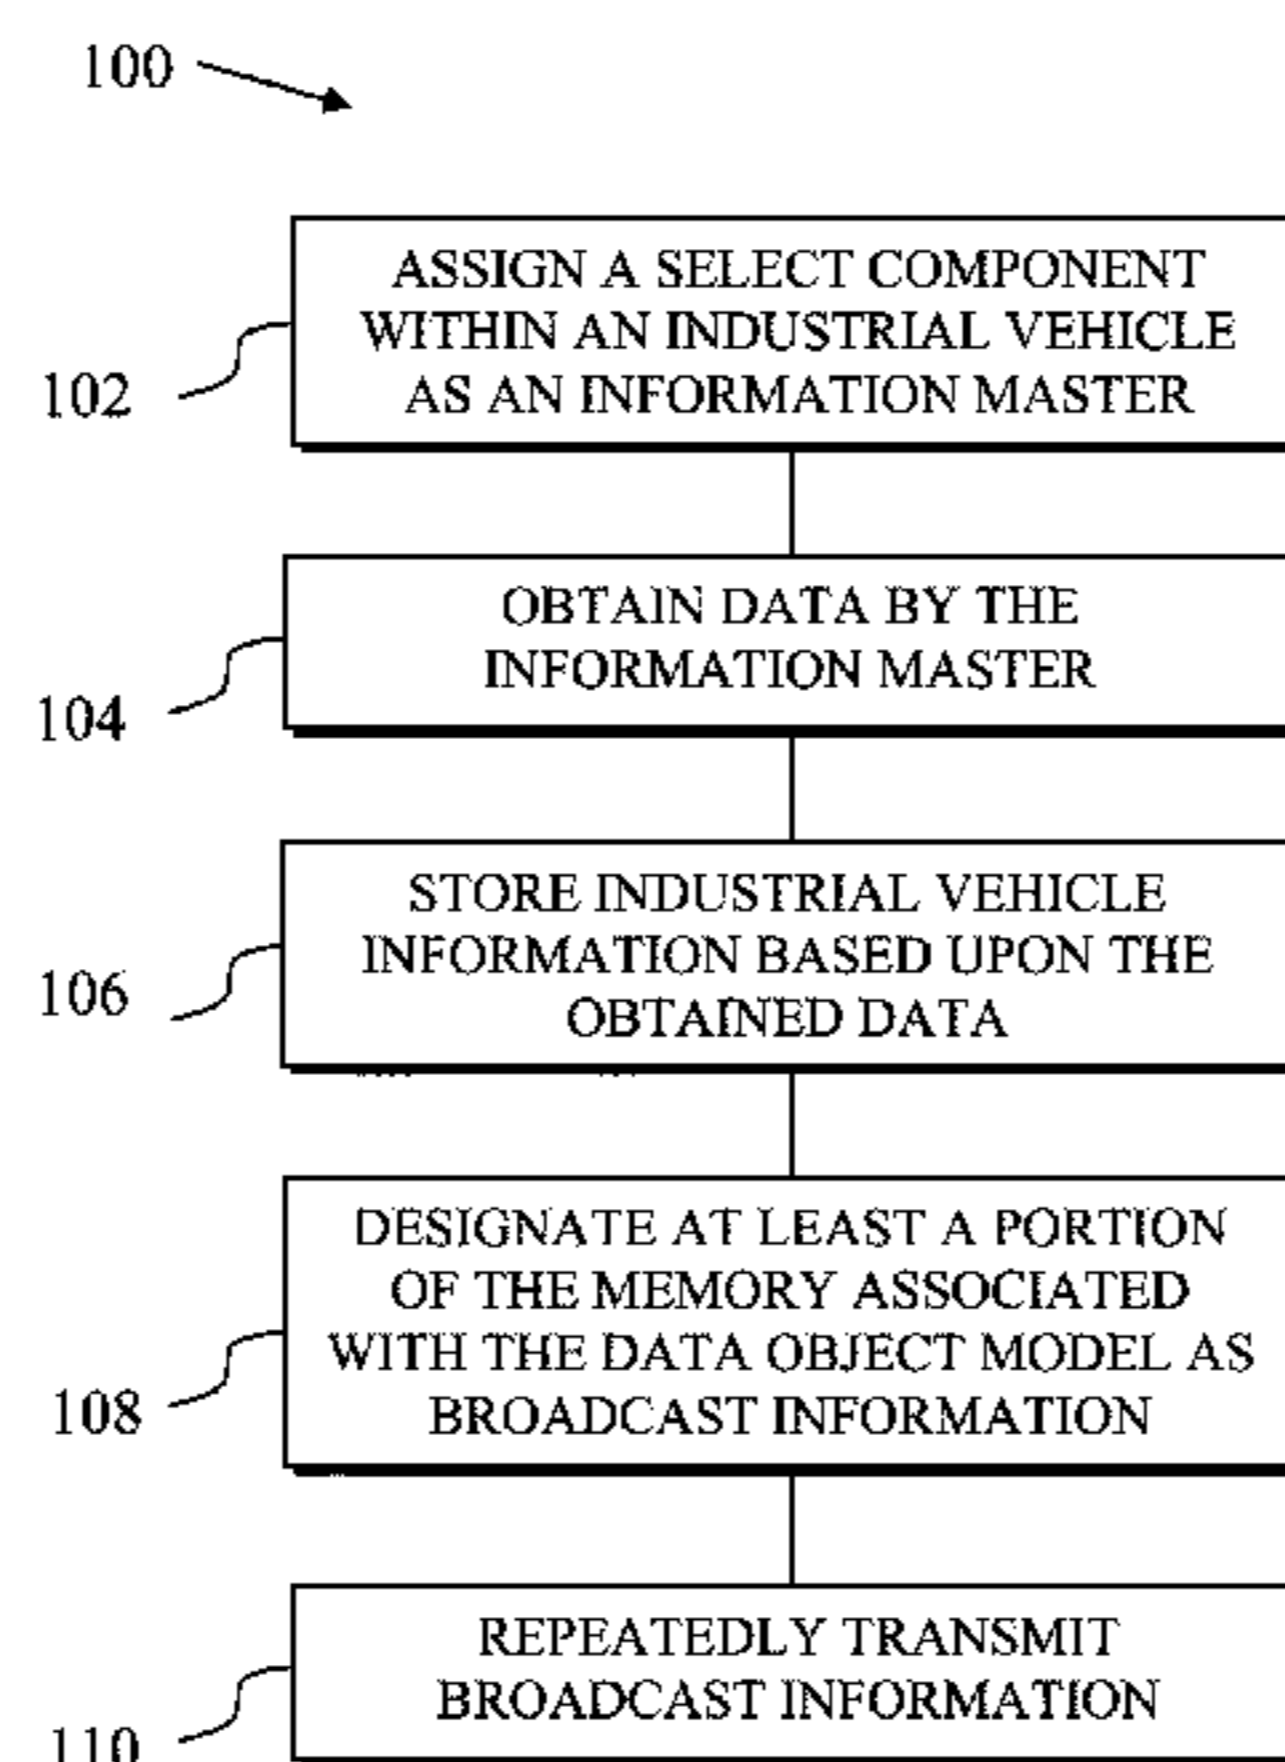 100
ASSIGN A SELECT COMPONENT
WITHIN AN INDUSTRIAL VEHICLE
AS AN INFORMATION MASTER
102
OBTAIN DATA BY THE
INFORMATION MASTER
104
STORE INDUSTRIAL VEHICLE
INFORMATION BASED UPON THE
OBTAINED DATA
106
DESIGNATE AT LEAST A PORTION
OF THE MEMORY ASSOCIATED
WITH THE DATA OBJECT MODEL AS
BROADCAST INFORMATION
108
REPEATEDLY TRANSMIT
BROADCAST INFORMATION
110